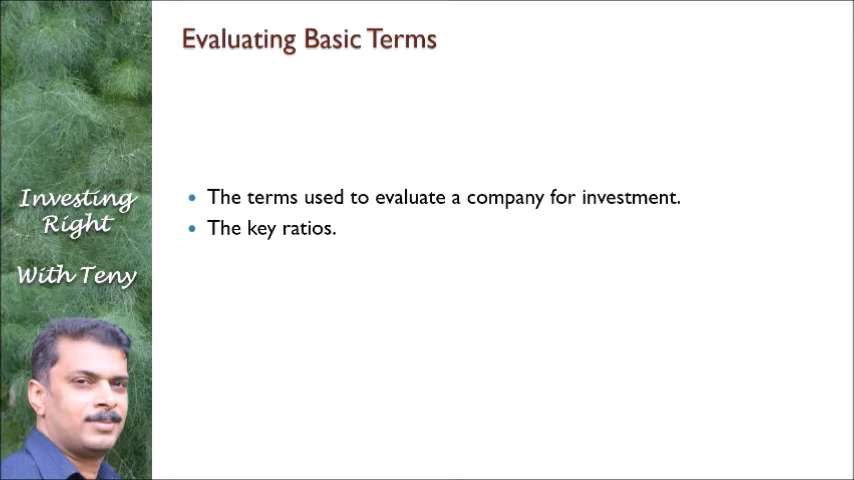 Evaluating Basic Terms
Investing
Right
With Teny
The terms used to evaluate a company for investment.
The key ratios.